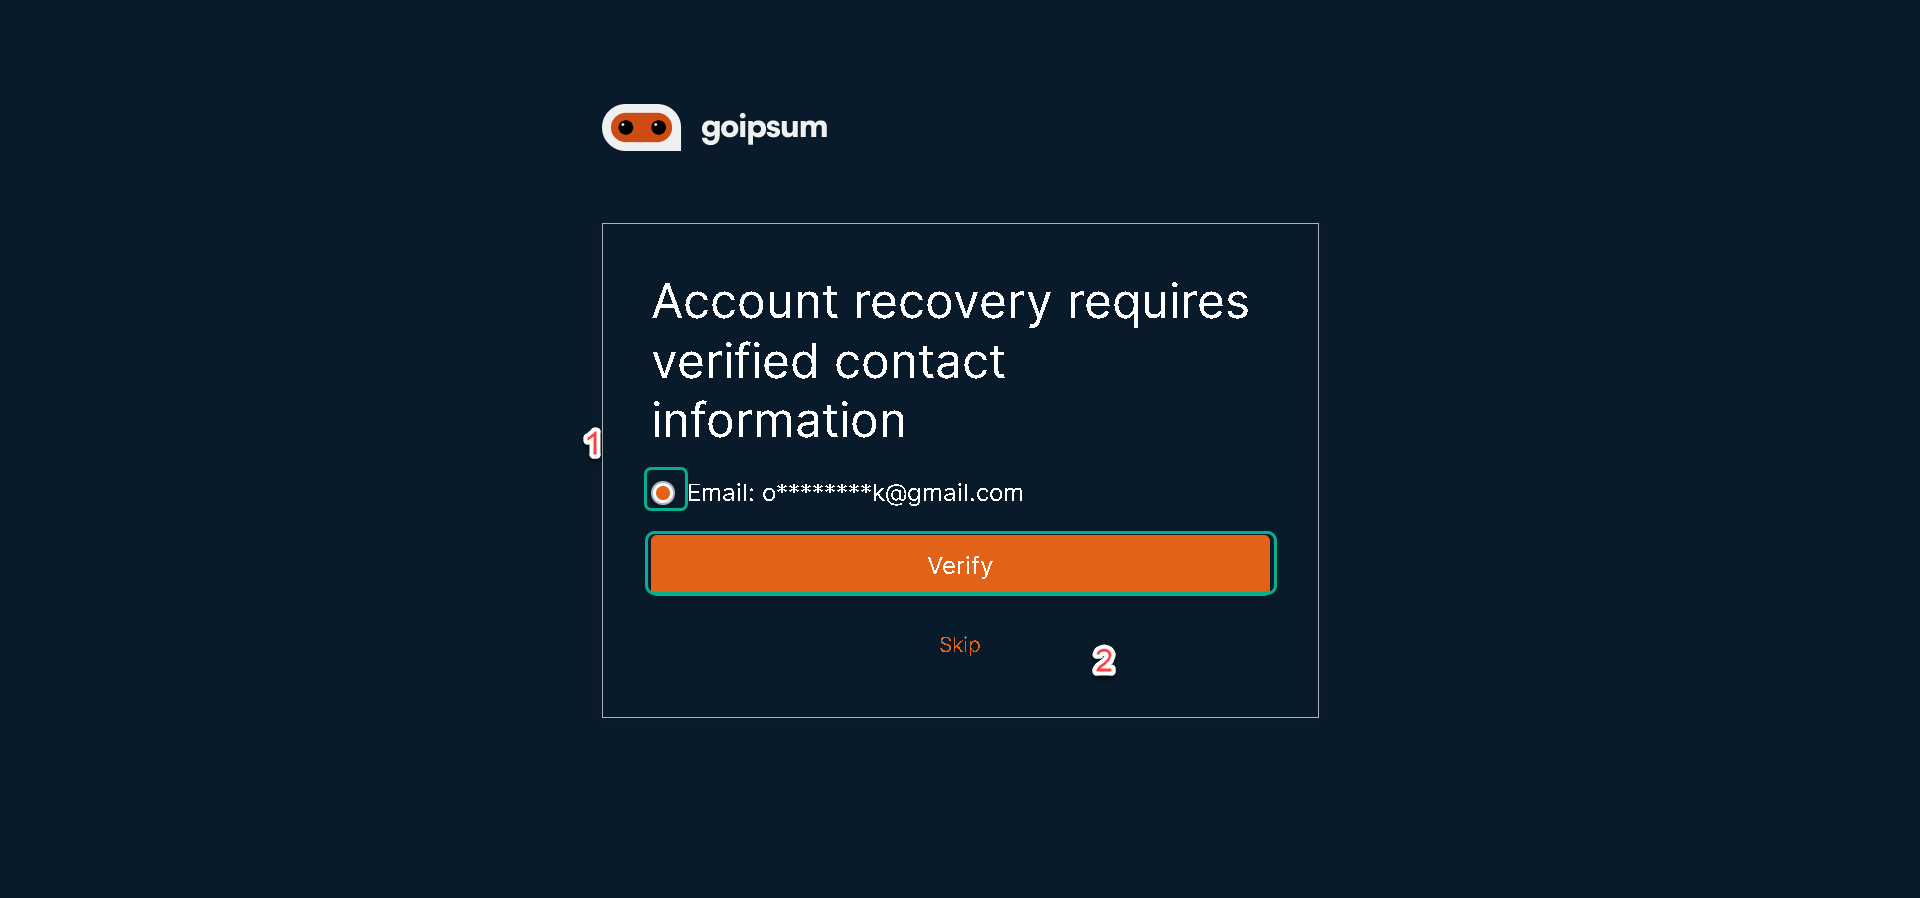 goipsum
Account recovery requires
verified contact
information
1
Email: o********k@gmail.com
Verify
Skip
2